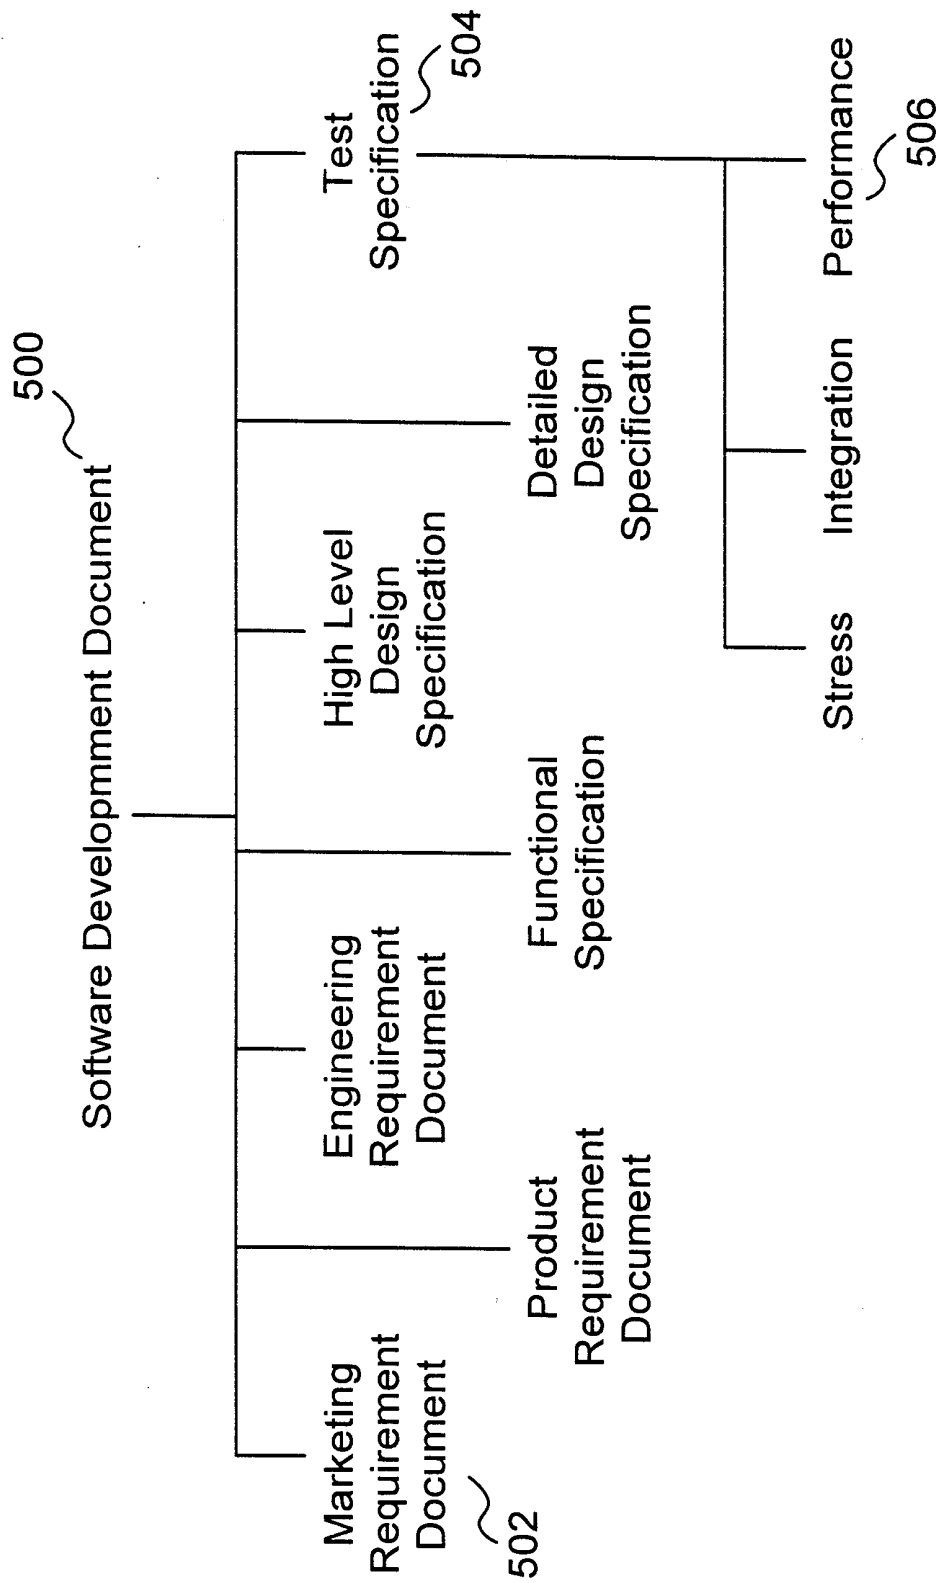 Software Developmment Document
500
Marketing
Requirement
Document
502
Product
Requirement
Document
Engineering
Requirement
Document
Functional
Specification
High Level
Design
Specification
Detailed
Design
Specification
Test
Specification
504
Stress
Integration
Performance
506